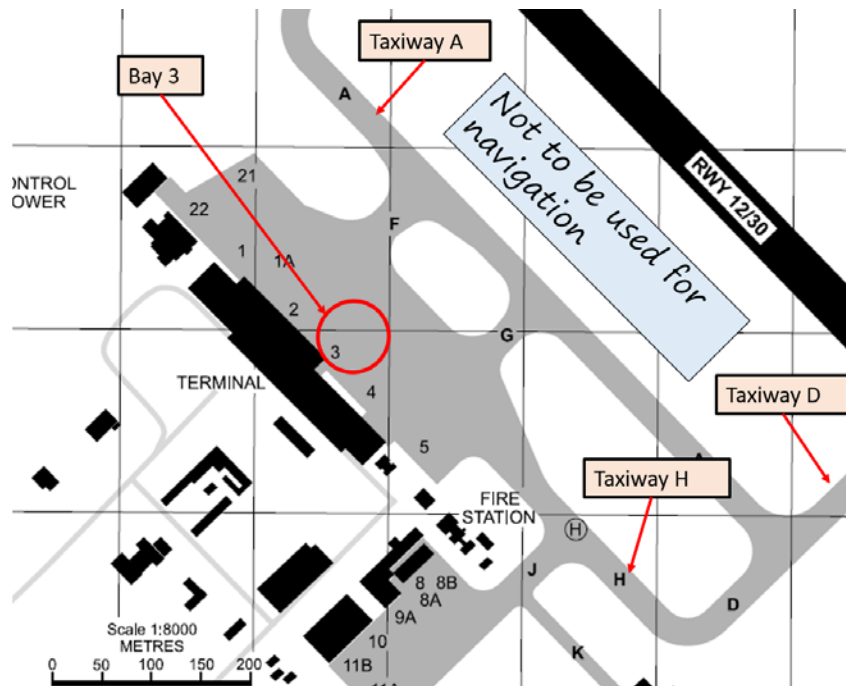 Taxiway A
Bay 3
A
Not to be used for
navigation
ONTROL
OWER
21
22
RWY 12/30
F
1
1A
2
G
3
TERMINAL
Taxiway D
4
5
A
Taxiway H
FIRE
STATION
H
J
H
8 8B
8A
D
9A
Scale 1:8000
METRES
10
K
11B
0 50 100 150 200
11A